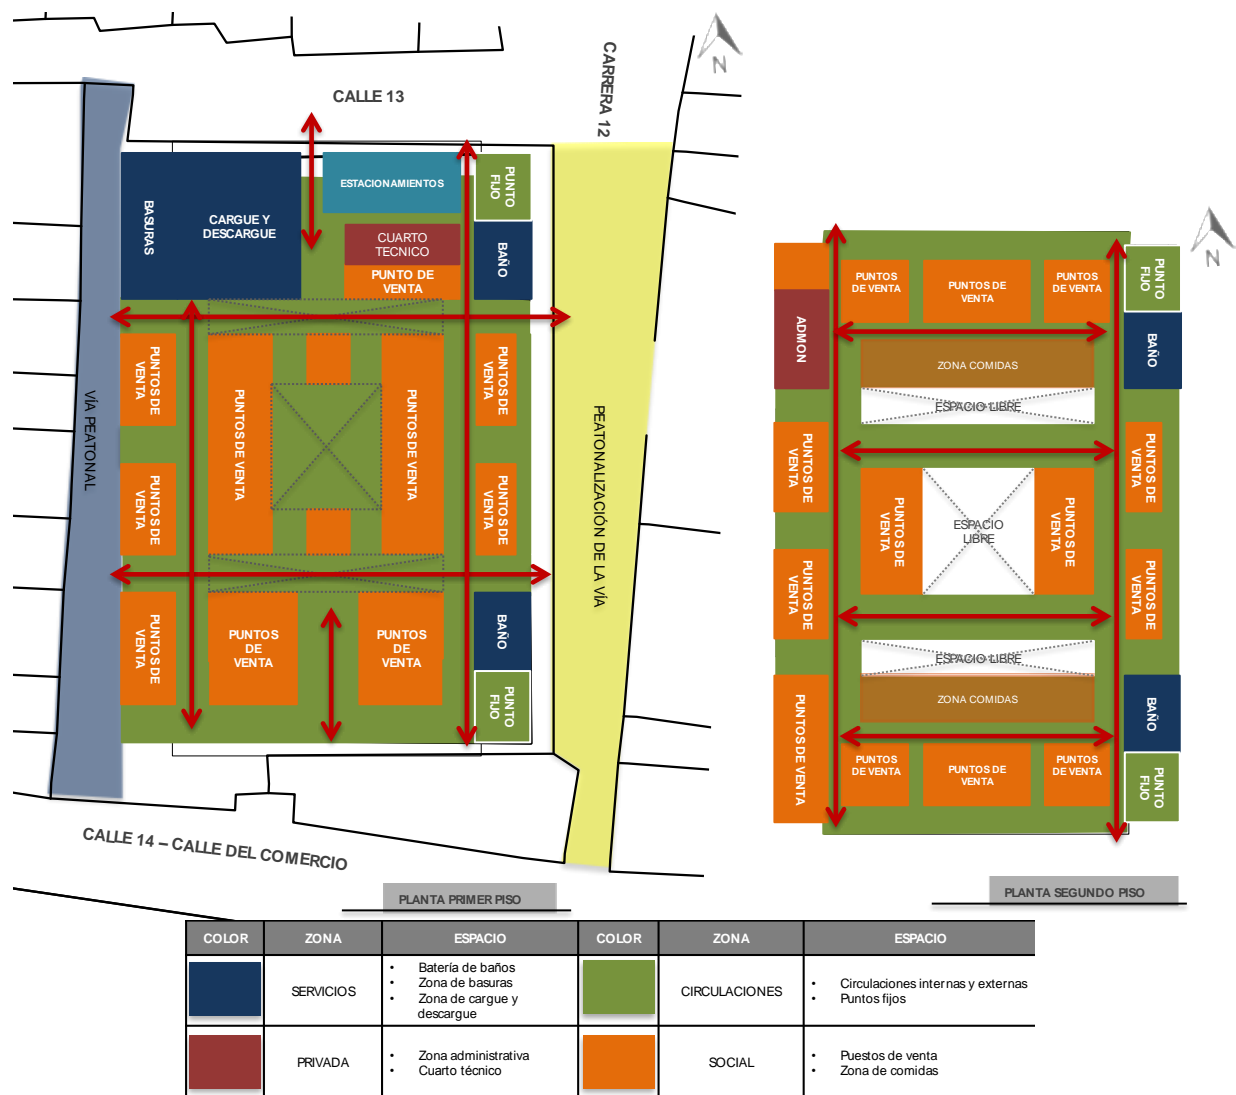 CALLE 13
CARRERA 12
N
BASURAS
CARGUE Y
DESCARGUE
ESTACIONAMIENTOS
PUNTO
FIJO
CUARTO
TECNICO
BAÑO
PUNTO DE
VENTA
PUNTOS DE
VENTA
PUNTOS DE VENTA
PUNTOS DE VENTA
PUNTOS DE
VENTA
VÍA PEATONAL
PEATONALIZACIÓN DE LA VÍA
PUNTOS DE
VENTA
PUNTOS DE
VENTA
PUNTOS DE
VENTA
PUNTOS
DE
VENTA
PUNTOS
DE
VENTA
BAÑO
PUNTO
FIJO
CALLE 14 – CALLE DEL COMERCIO
PLANTA PRIMER PISO
N
PUNTOS
DE VENTA
PUNTOS DE
VENTA
PUNTOS
DE VENTA
PUNTO
FIJO
ADMON
BAÑO
ZONA COMIDAS
ESPACIO LIBRE
PUNTOS DE
VENTA
PUNTOS DE
VENTA
PUNTOS DE
VENTA
ESPACIO
LIBRE
PUNTOS DE
VENTA
PUNTOS DE
VENTA
PUNTOS DE
VENTA
ESPACIO LIBRE
ZONA COMIDAS
PUNTOS DE VENTA
BAÑO
PUNTOS
DE VENTA
PUNTOS DE
VENTA
PUNTOS
DE VENTA
PUNTO
FIJO
PLANTA SEGUNDO PISO
COLOR ZONA ESPACIO COLOR ZONA ESPACIO
SERVICIOS
• Batería de baños
• Zona de basuras
• Zona de cargue y
descargue
CIRCULACIONES
• Circulaciones internas y externas
• Puntos fijos
PRIVADA
• Zona administrativa
• Cuarto técnico
SOCIAL
• Puestos de venta
• Zona de comidas